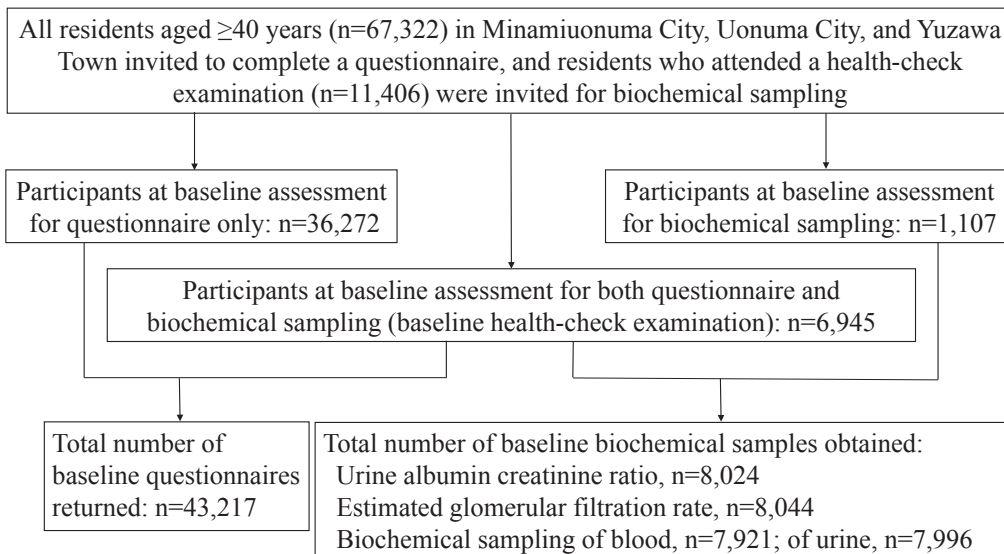 All residents aged ≥40 years (n=67,322) in Minamiuonuma City, Uonuma City, and Yuzawa
Town invited to complete a questionnaire, and residents who attended a health-check
examination (n=11,406) were invited for biochemical sampling
Participants at baseline assessment
for questionnaire only: n=36,272
Participants at baseline assessment
for biochemical sampling: n=1,107
Participants at baseline assessment for both questionnaire and
biochemical sampling (baseline health-check examination): n=6,945
Total number of
baseline questionnaires
returned: n=43,217
Total number of baseline biochemical samples obtained:
Urine albumin creatinine ratio, n=8,024
Estimated glomerular filtration rate, n=8,044
Biochemical sampling of blood, n=7,921; of urine, n=7,996